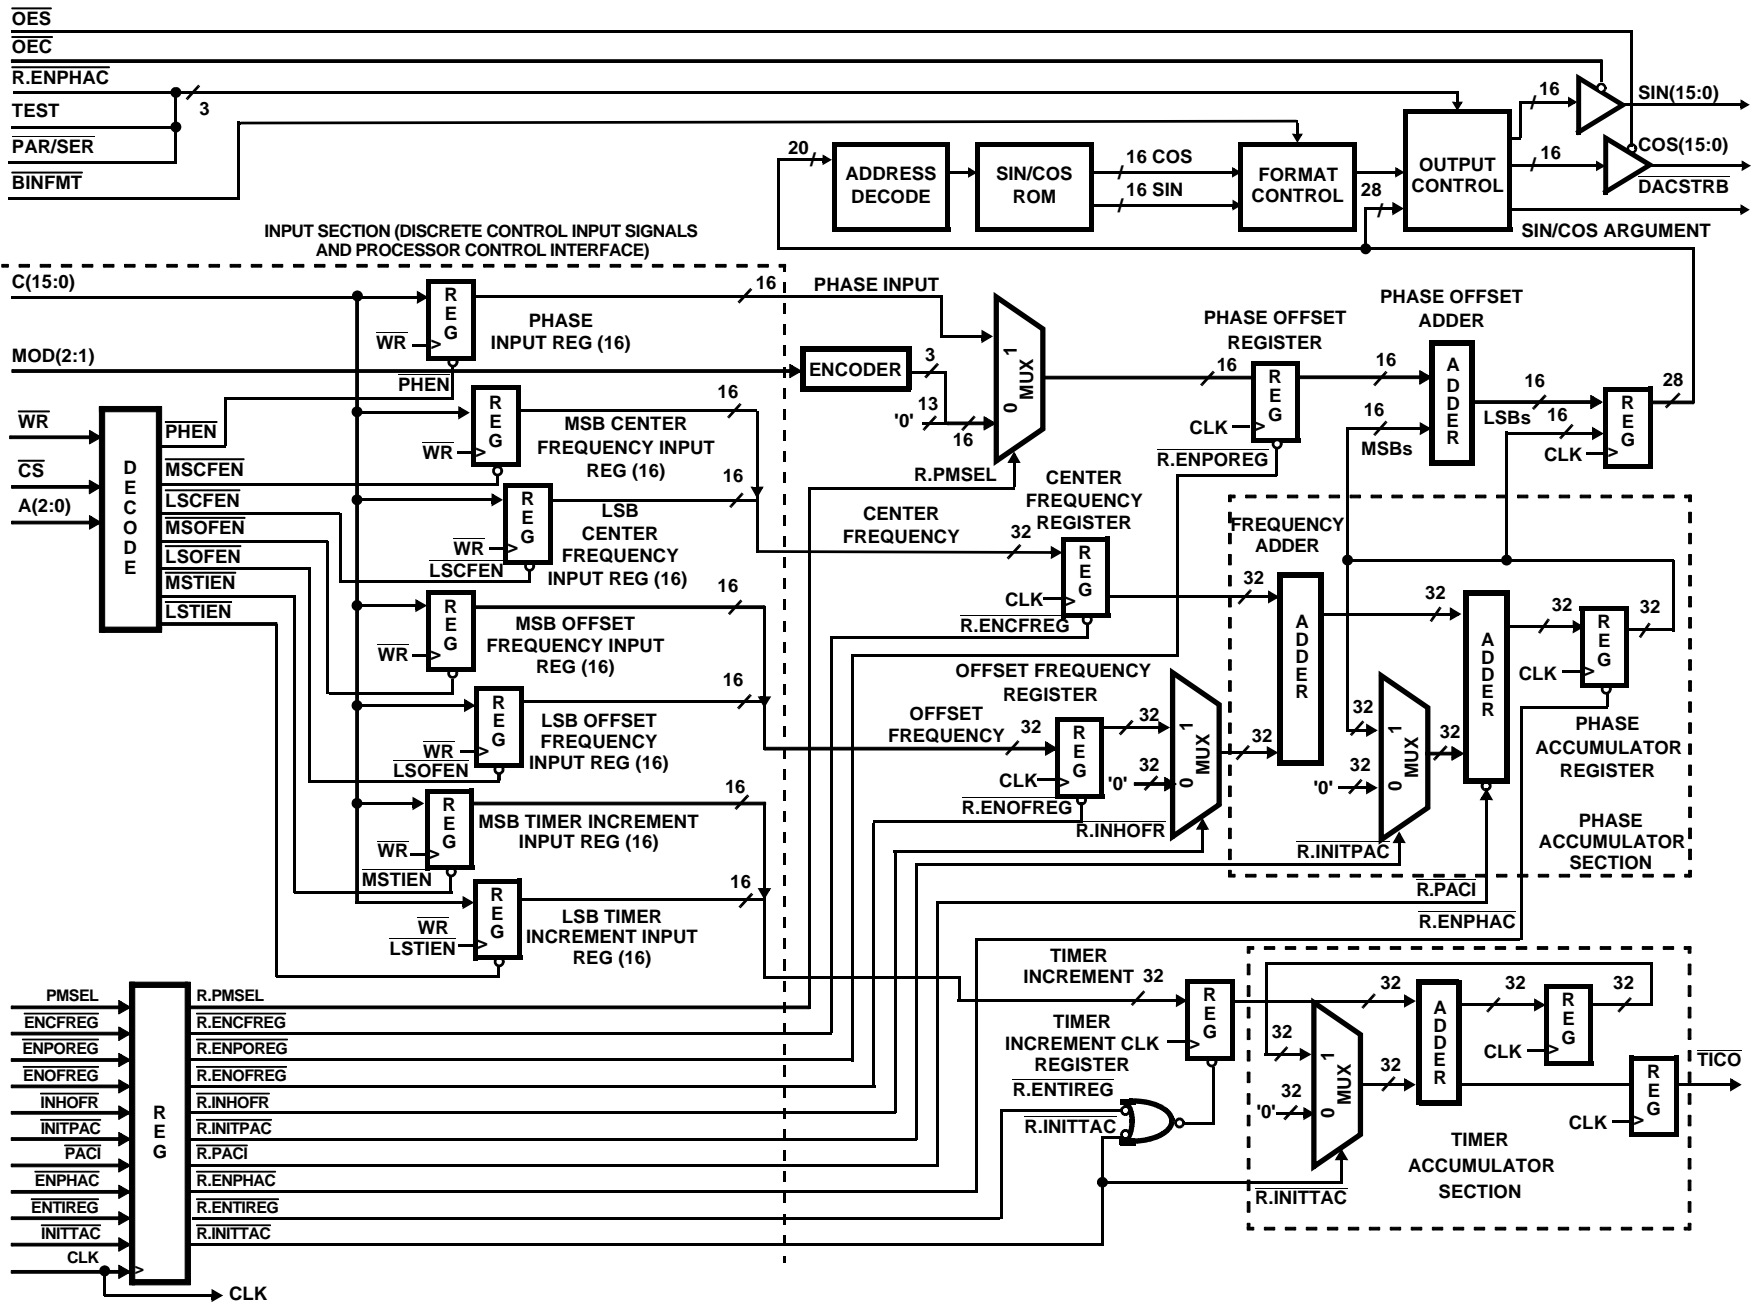 OES
OEC
R.ENPHAC
3
TEST
PAR/SER
BINFMT
20
ADDRESS
DECODE
SIN/COS
ROM
16 COS
16 SIN
FORMAT
CONTROL
28
OUTPUT
CONTROL
16
16
SIN(15:0)
COS(15:0)
DACSTRB
SIN/COS ARGUMENT
INPUT SECTION (DISCRETE CONTROL INPUT SIGNALS
AND PROCESSOR CONTROL INTERFACE)
C(15:0)
REG
WR
PHEN
PHASE
INPUT REG (16)
16
PHASE INPUT
MOD(2:1)
ENCODER
3
'0'
13
16
MUX
1
0
R.PMSEL
PHASE OFFSET
REGISTER
16
REG
CLK
R.ENPOREG
PHASE OFFSET
ADDER
16
16
MSBs
ADDER
16
LSBs
16
CLK
REG
28
WR
CS
A(2:0)
DECODE
PHEN
MSCFEN
LSCFEN
MSOFEN
LSOFEN
MSTIEN
LSTIEN
REG
WR
MSB CENTER
FREQUENCY INPUT
REG (16)
16
REG
WR
LSCFEN
LSB
CENTER
FREQUENCY
INPUT REG (16)
16
REG
WR
MSB OFFSET
FREQUENCY INPUT
REG (16)
16
REG
WR
LSOFEN
LSB OFFSET
FREQUENCY
INPUT REG (16)
16
REG
WR
MSTIEN
MSB TIMER INCREMENT
INPUT REG (16)
16
REG
WR
LSTIEN
LSB TIMER
INCREMENT INPUT
REG (16)
16
CENTER
FREQUENCY
32
CENTER
FREQUENCY
REGISTER
REG
CLK
R.ENCFREG
OFFSET FREQUENCY
REGISTER
OFFSET
FREQUENCY
32
REG
CLK
R.ENOFREG
32
'0'
32
MUX
1
0
R.INHOFR
32
FREQUENCY
ADDER
32
ADDER
32
32
'0'
32
MUX
1
0
R.INITPAC
32
ADDER
R.PACI
32
CLK
REG
32
R.ENPHAC
PHASE
ACCUMULATOR
REGISTER
PHASE
ACCUMULATOR
SECTION
PMSEL
ENCFREG
ENPOREG
ENOFREG
INHOFR
INITPAC
PACI
ENPHAC
ENTIREG
INITTAC
CLK
CLK
REG
R.PMSEL
R.ENCFREG
R.ENPOREG
R.ENOFREG
R.INHOFR
R.INITPAC
R.PACI
R.ENPHAC
R.ENTIREG
R.INITTAC
TIMER
INCREMENT
32
REG
TIMER
INCREMENT CLK
REGISTER
R.ENTIREG
R.INITTAC
32
'0'
32
MUX
1
0
R.INITTAC
32
32
ADDER
32
CLK
REG
32
CLK
REG
TICO
TIMER
ACCUMULATOR
SECTION